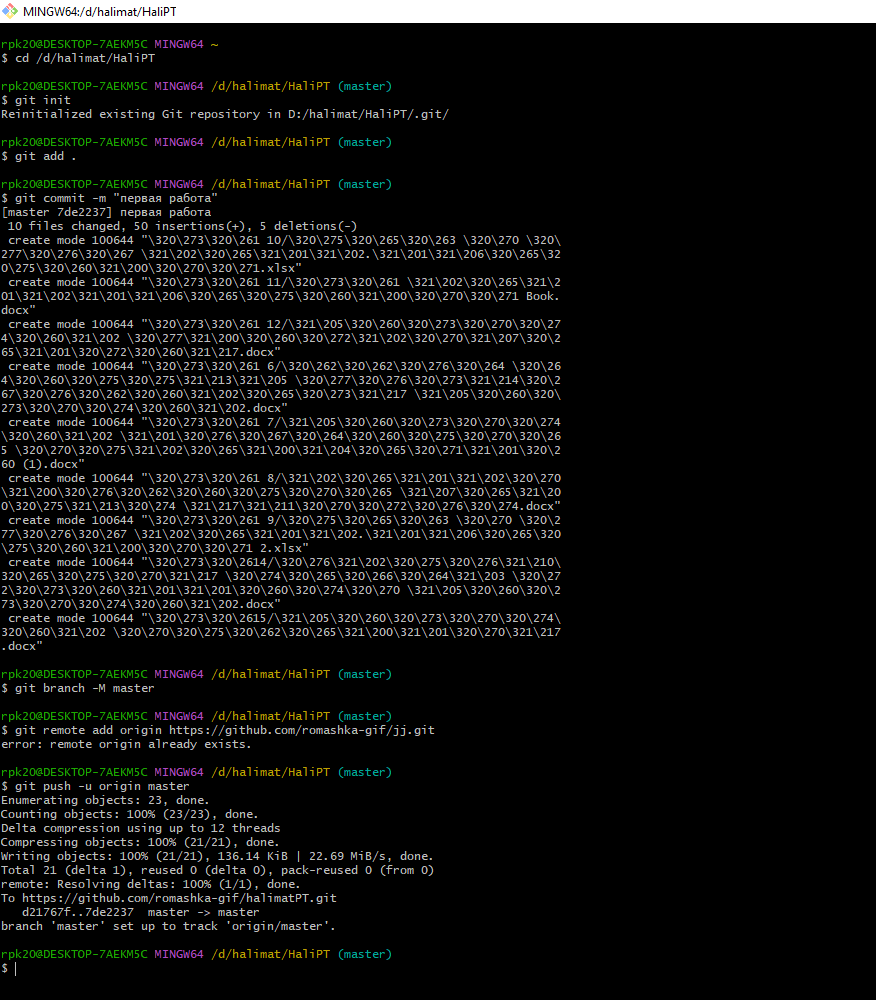 MINGW64:/d/halimat/HaliPT
rpk20@DESKTOP-7AEKM5C MINGW64 ~
$ cd /d/halimat/HaliPT
rpk20@DESKTOP-7AEKM5C MINGW64 /d/halimat/HaliPT (master)
$ git init
Reinitialized existing Git repository in D:/halimat/HaliPT/.git/
rpk20@DESKTOP-7AEKM5C MINGW64 /d/halimat/HaliPT (master)
$ git add .
rpk20@DESKTOP-7AEKM5C MINGW64 /d/halimat/HaliPT (master)
$ git commit -m "первая работа"
[master 7de2237] первая работа
 10 files changed, 50 insertions(+), 5 deletions(-)
 create mode 100644 "\320\273\320\261 10/\320\275\320\265\320\263 \320\270 \320\
277\320\276\320\267 \321\202\320\265\321\201\321\202.\321\201\321\206\320\265\32
0\275\320\260\321\200\320\270\320\271.xlsx"
 create mode 100644 "\320\273\320\261 11/\320\273\320\261 \321\202\320\265\321\2
01\321\202\321\201\321\206\320\265\320\275\320\260\321\200\320\270\320\271 Book.
docx"
 create mode 100644 "\320\273\320\261 12/\321\205\320\260\320\273\320\270\320\27
4\320\260\321\202 \320\277\321\200\320\260\320\272\321\202\320\270\321\207\320\2
65\321\201\320\272\320\260\321\217.docx"
 create mode 100644 "\320\273\320\261 6/\320\262\320\262\320\276\320\264 \320\26
4\320\260\320\275\320\275\321\213\321\205 \320\277\320\276\320\273\321\214\320\2
67\320\276\320\262\320\260\321\202\320\265\320\273\321\217 \321\205\320\260\320\
273\320\270\320\274\320\260\321\202.docx"
 create mode 100644 "\320\273\320\261 7/\321\205\320\260\320\273\320\270\320\274
\320\260\321\202 \321\201\320\276\320\267\320\264\320\260\320\275\320\270\320\26
5 \320\270\320\275\321\202\320\265\321\200\321\204\320\265\320\271\321\201\320\2
60 (1).docx"
 create mode 100644 "\320\273\320\261 8/\321\202\320\265\321\201\321\202\320\270
\321\200\320\276\320\262\320\260\320\275\320\270\320\265 \321\207\320\265\321\20
0\320\275\321\213\320\274 \321\217\321\211\320\270\320\272\320\276\320\274.docx"
 create mode 100644 "\320\273\320\261 9/\320\275\320\265\320\263 \320\270 \320\2
77\320\276\320\267 \321\202\320\265\321\201\321\202.\321\201\321\206\320\265\320
\275\320\260\321\200\320\270\320\271 2.xlsx"
 create mode 100644 "\320\273\320\2614/\320\276\321\202\320\275\320\276\321\210\
320\265\320\275\320\270\321\217 \320\274\320\265\320\266\320\264\321\203 \320\27
2\320\273\320\260\321\201\321\201\320\260\320\274\320\270 \321\205\320\260\320\2
73\320\270\320\274\320\260\321\202.docx"
 create mode 100644 "\320\273\320\2615/\321\205\320\260\320\273\320\270\320\274\
320\260\321\202 \320\270\320\275\320\262\320\265\321\200\321\201\320\270\321\217
.docx"
rpk20@DESKTOP-7AEKM5C MINGW64 /d/halimat/HaliPT (master)
$ git branch -M master
rpk20@DESKTOP-7AEKM5C MINGW64 /d/halimat/HaliPT (master)
$ git remote add origin https://github.com/romashka-gif/jj.git
error: remote origin already exists.
rpk20@DESKTOP-7AEKM5C MINGW64 /d/halimat/HaliPT (master)
$ git push -u origin master
Enumerating objects: 23, done.
Counting objects: 100% (23/23), done.
Delta compression using up to 12 threads
Compressing objects: 100% (21/21), done.
Writing objects: 100% (21/21), 136.14 KiB | 22.69 MiB/s, done.
Total 21 (delta 1), reused 0 (delta 0), pack-reused 0 (from 0)
remote: Resolving deltas: 100% (1/1), done.
To https://github.com/romashka-gif/halimatPT.git
   d21767f..7de2237  master -> master
branch 'master' set up to track 'origin/master'.
rpk20@DESKTOP-7AEKM5C MINGW64 /d/halimat/HaliPT (master)
$